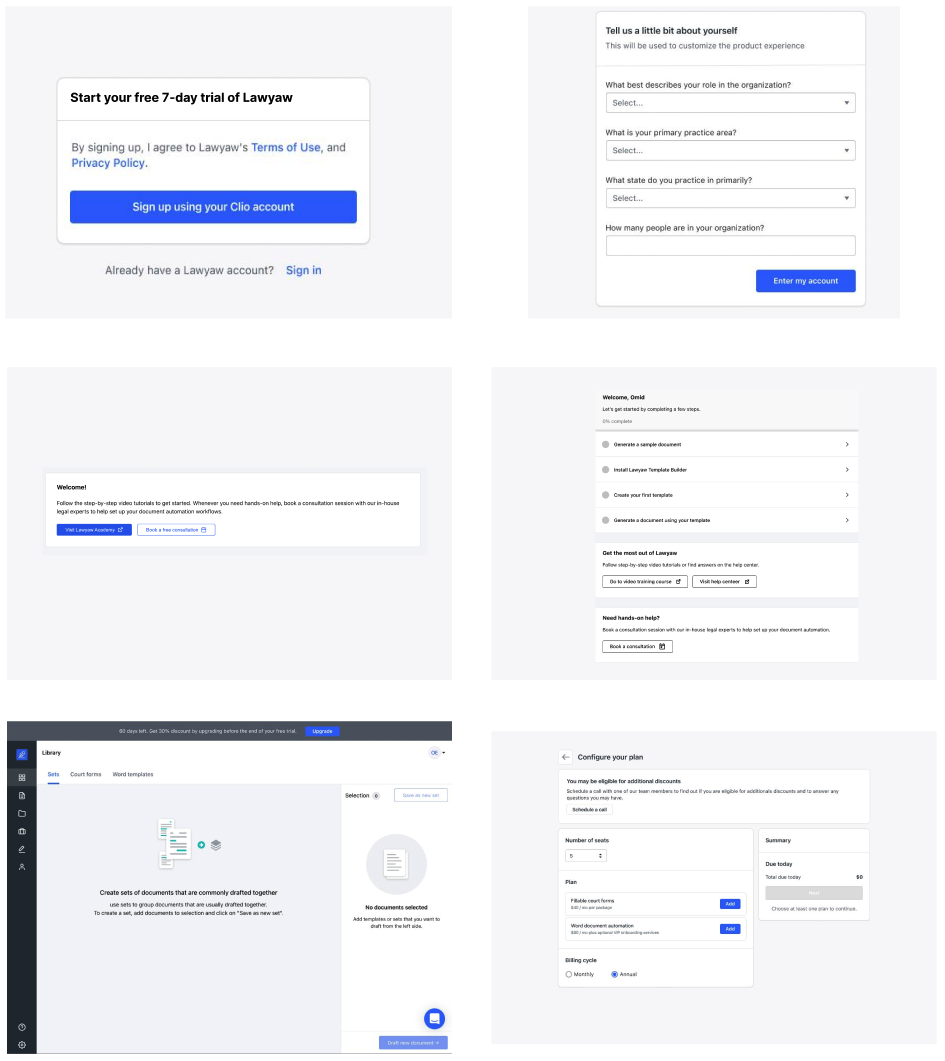 Start your free 7-day trial of Lawyaw
By signing up, I agree to Lawyaw's Terms of Use, and
Privacy Policy.
Sign up using your Clio account
Already have a Lawyaw account? Sign in
Tell us a little bit about yourself
This will be used to customize the product experience
What best describes your role in the organization?
Select...
What is your primary practice area?
Select...
What state do you practice in primarily?
Select...
How many people are in your organization?
Enter my account
Welcome!
Follow the step-by-step video tutorials to get started. Whenever you need hands-on help, book a consultation session with our in-house
legal experts to help set up your document automation workflows.
Visit Lawyaw Academy
Book a free consultation
Welcome, Omid
Let's get started by completing a few steps.
0% complete
Generate a sample document
Install Lawyaw Template Builder
Create your first template
Generate a document using your template
Get the most out of Lawyaw
Follow step-by-step video tutorials or find answers on the help center.
Go to video training course
Visit help centeer
Need hands-on help?
Book a consultation session with our in-house legal experts to help set up your document automation.
Book a consultation
60 days left. Get 30% discount by upgrading before the end of your free trial.
Upgrade
Library
OE
Sets Court forms Word templates
Selection 0
Save as new set
Create sets of documents that are commonly drafted together
use sets to group documents that are usually drafted together.
To create a set, add documents to selection and click on "Save as new set".
No documents selected
Add templates or sets that you want to
draft from the left side.
Draft new document
Configure your plan
You may be eligible for additional discounts
Schedule a call with one of our team members to find out if you are eligible for additionals discounts and to answer any
questions you may have.
Schedule a call
Number of seats
5
Plan
Fillable court forms
$40 / mo per package
Add
Word document automation
$60 / mo plus optional VIP onboarding services
Add
Billing cycle
Monthly Annual
Summary
Due today
Total due today $0
Next
Choose at least one plan to continue.